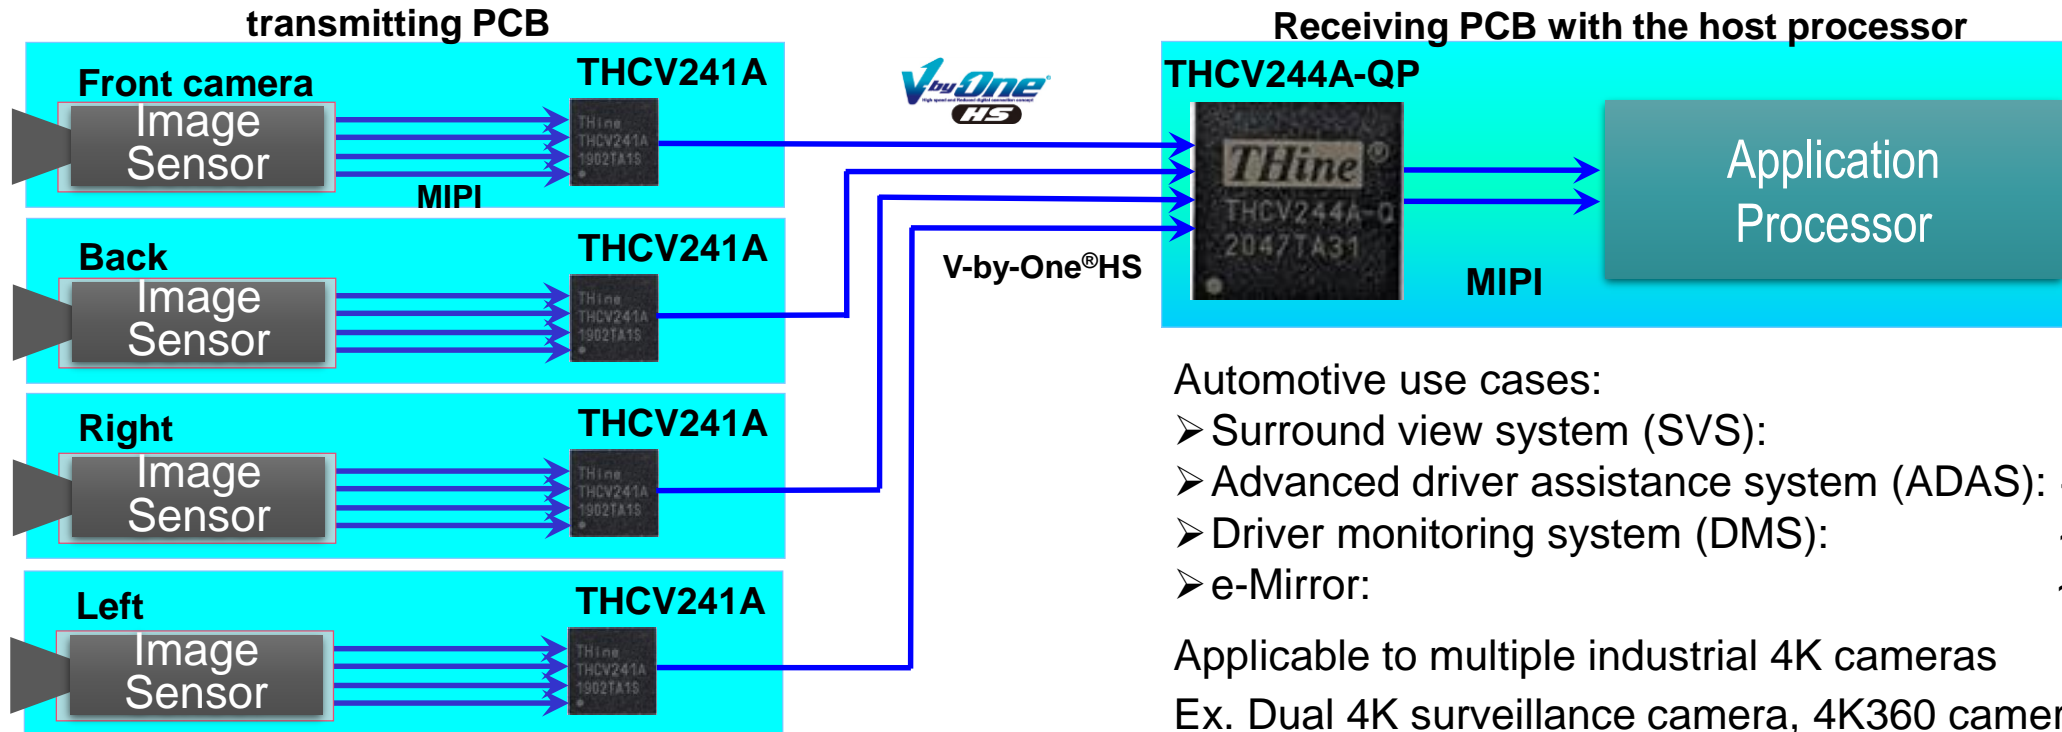 transmitting PCB
Front camera
THCV241A
Image
Sensor
THine
THCV241A
1902TA1S
MIPI
Back
THCV241A
Image
Sensor
THine
THCV241A
1902TA1S
Right
THCV241A
Image
Sensor
THine
THCV241A
1902TA1S
Left
THCV241A
Image
Sensor
THine
THCV241A
1902TA1S
V-by-One®
HS
V-by-One®HS
Receiving PCB with the host processor
THCV244A-QP
THine®
THCV244A-Q
2047TA31
MIPI
Application
Processor
Automotive use cases:
➢Surround view system (SVS):
➢Advanced driver assistance system (ADAS):
➢Driver monitoring system (DMS):
➢e-Mirror:
Applicable to multiple industrial 4K cameras
Ex. Dual 4K surveillance camera, 4K360 camer